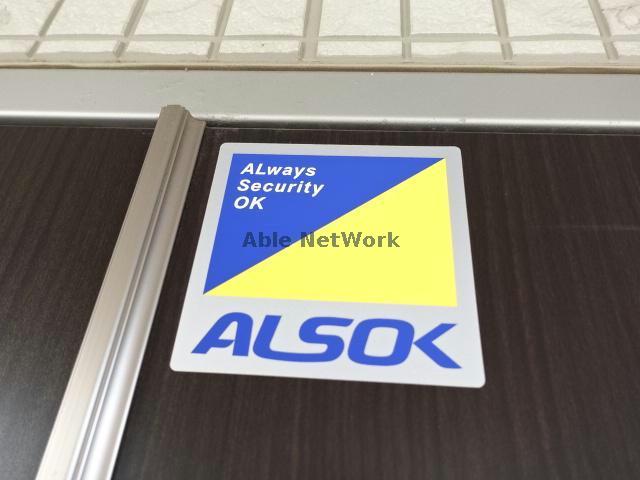 ALways
Security
OK
Able NetWork
ALSOK